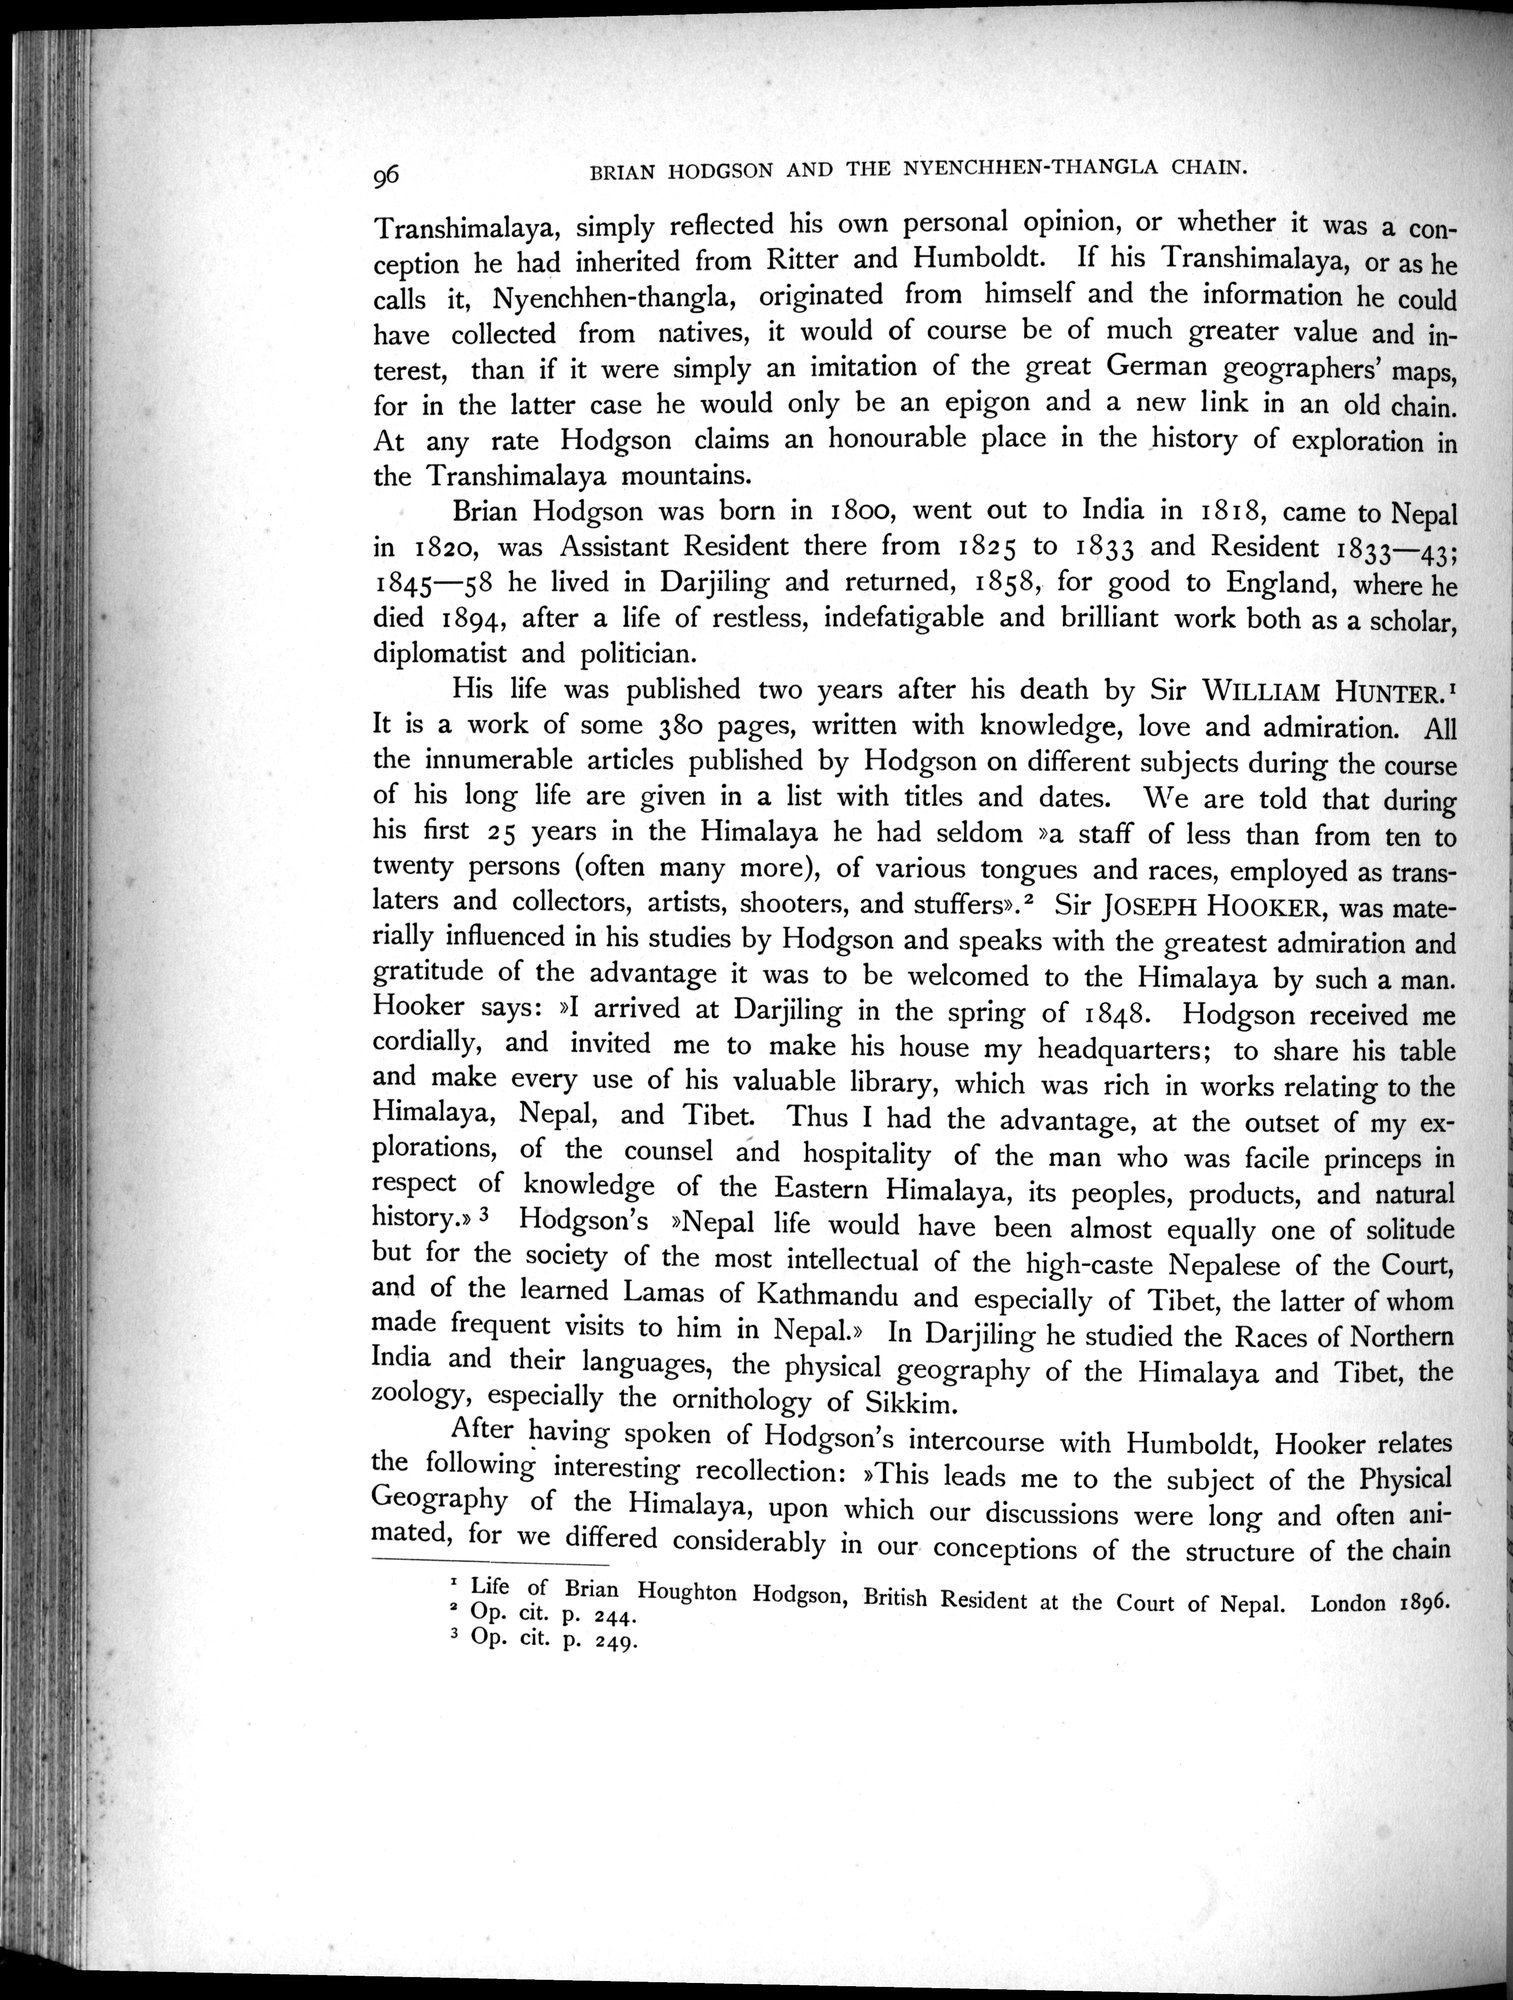 96 BRIAN HODGSON AND THE NYENCHHEN-THANGLA CHAIN.
Transhimalaya, simply reflected his own personal opinion, or whether it was a con-
ception he had inherited from Ritter and Humboldt. If his Transhimalaya, or as he
calls it, Nyenchhen-thangla, originated from himself and the information he could
have collected from natives, it would of course be of much greater value and in-
terest, than if it were simply an imitation of the great German geographers' maps,
for in the latter case he would only be an epigon and a new link in an old chain.
At any rate Hodgson claims an honourable place in the history of exploration in
the Transhimalaya mountains.
Brian Hodgson was born in 1800, went out to India in 1818, came to Nepal
in 1820, was Assistant Resident there from 1825 to 1833 and Resident 1833—43;
1845—58 he lived in Darjiling and returned, 1858, for good to England, where he
died 1894, after a life of restless, indefatigable and brilliant work both as a scholar,
diplomatist and politician.
His life was published two years after his death by Sir WILLIAM HUNTER.¹
It is a work of some 380 pages, written with knowledge, love and admiration. All
the innumerable articles published by Hodgson on different subjects during the course
of his long life are given in a list with titles and dates. We are told that during
his first 25 years in the Himalaya he had seldom »a staff of less than from ten to
twenty persons (often many more), of various tongues and races, employed as trans-
laters and collectors, artists, shooters, and stuffers».² Sir JOSEPH HOOKER, was mate-
rially influenced in his studies by Hodgson and speaks with the greatest admiration and
gratitude of the advantage it was to be welcomed to the Himalaya by such a man.
Hooker says: »I arrived at Darjiling in the spring of 1848. Hodgson received me
cordially, and invited me to make his house my headquarters; to share his table
and make every use of his valuable library, which was rich in works relating to the
Himalaya, Nepal, and Tibet. Thus I had the advantage, at the outset of my ex-
plorations, of the counsel and hospitality of the man who was facile princeps in
respect of knowledge of the Eastern Himalaya, its peoples, products, and natural
history.» ³ Hodgson's »Nepal life would have been almost equally one of solitude
but for the society of the most intellectual of the high-caste Nepalese of the Court,
and of the learned Lamas of Kathmandu and especially of Tibet, the latter of whom
made frequent visits to him in Nepal.» In Darjiling he studied the Races of Northern
India and their languages, the physical geography of the Himalaya and Tibet, the
zoology, especially the ornithology of Sikkim.
After having spoken of Hodgson's intercourse with Humboldt, Hooker relates
the following interesting recollection: »This leads me to the subject of the Physical
Geography of the Himalaya, upon which our discussions were long and often ani-
mated, for we differed considerably in our conceptions of the structure of the chain
¹ Life of Brian Houghton Hodgson, British Resident at the Court of Nepal. London 1896.
² Op. cit. p. 244.
³ Op. cit. p. 249.